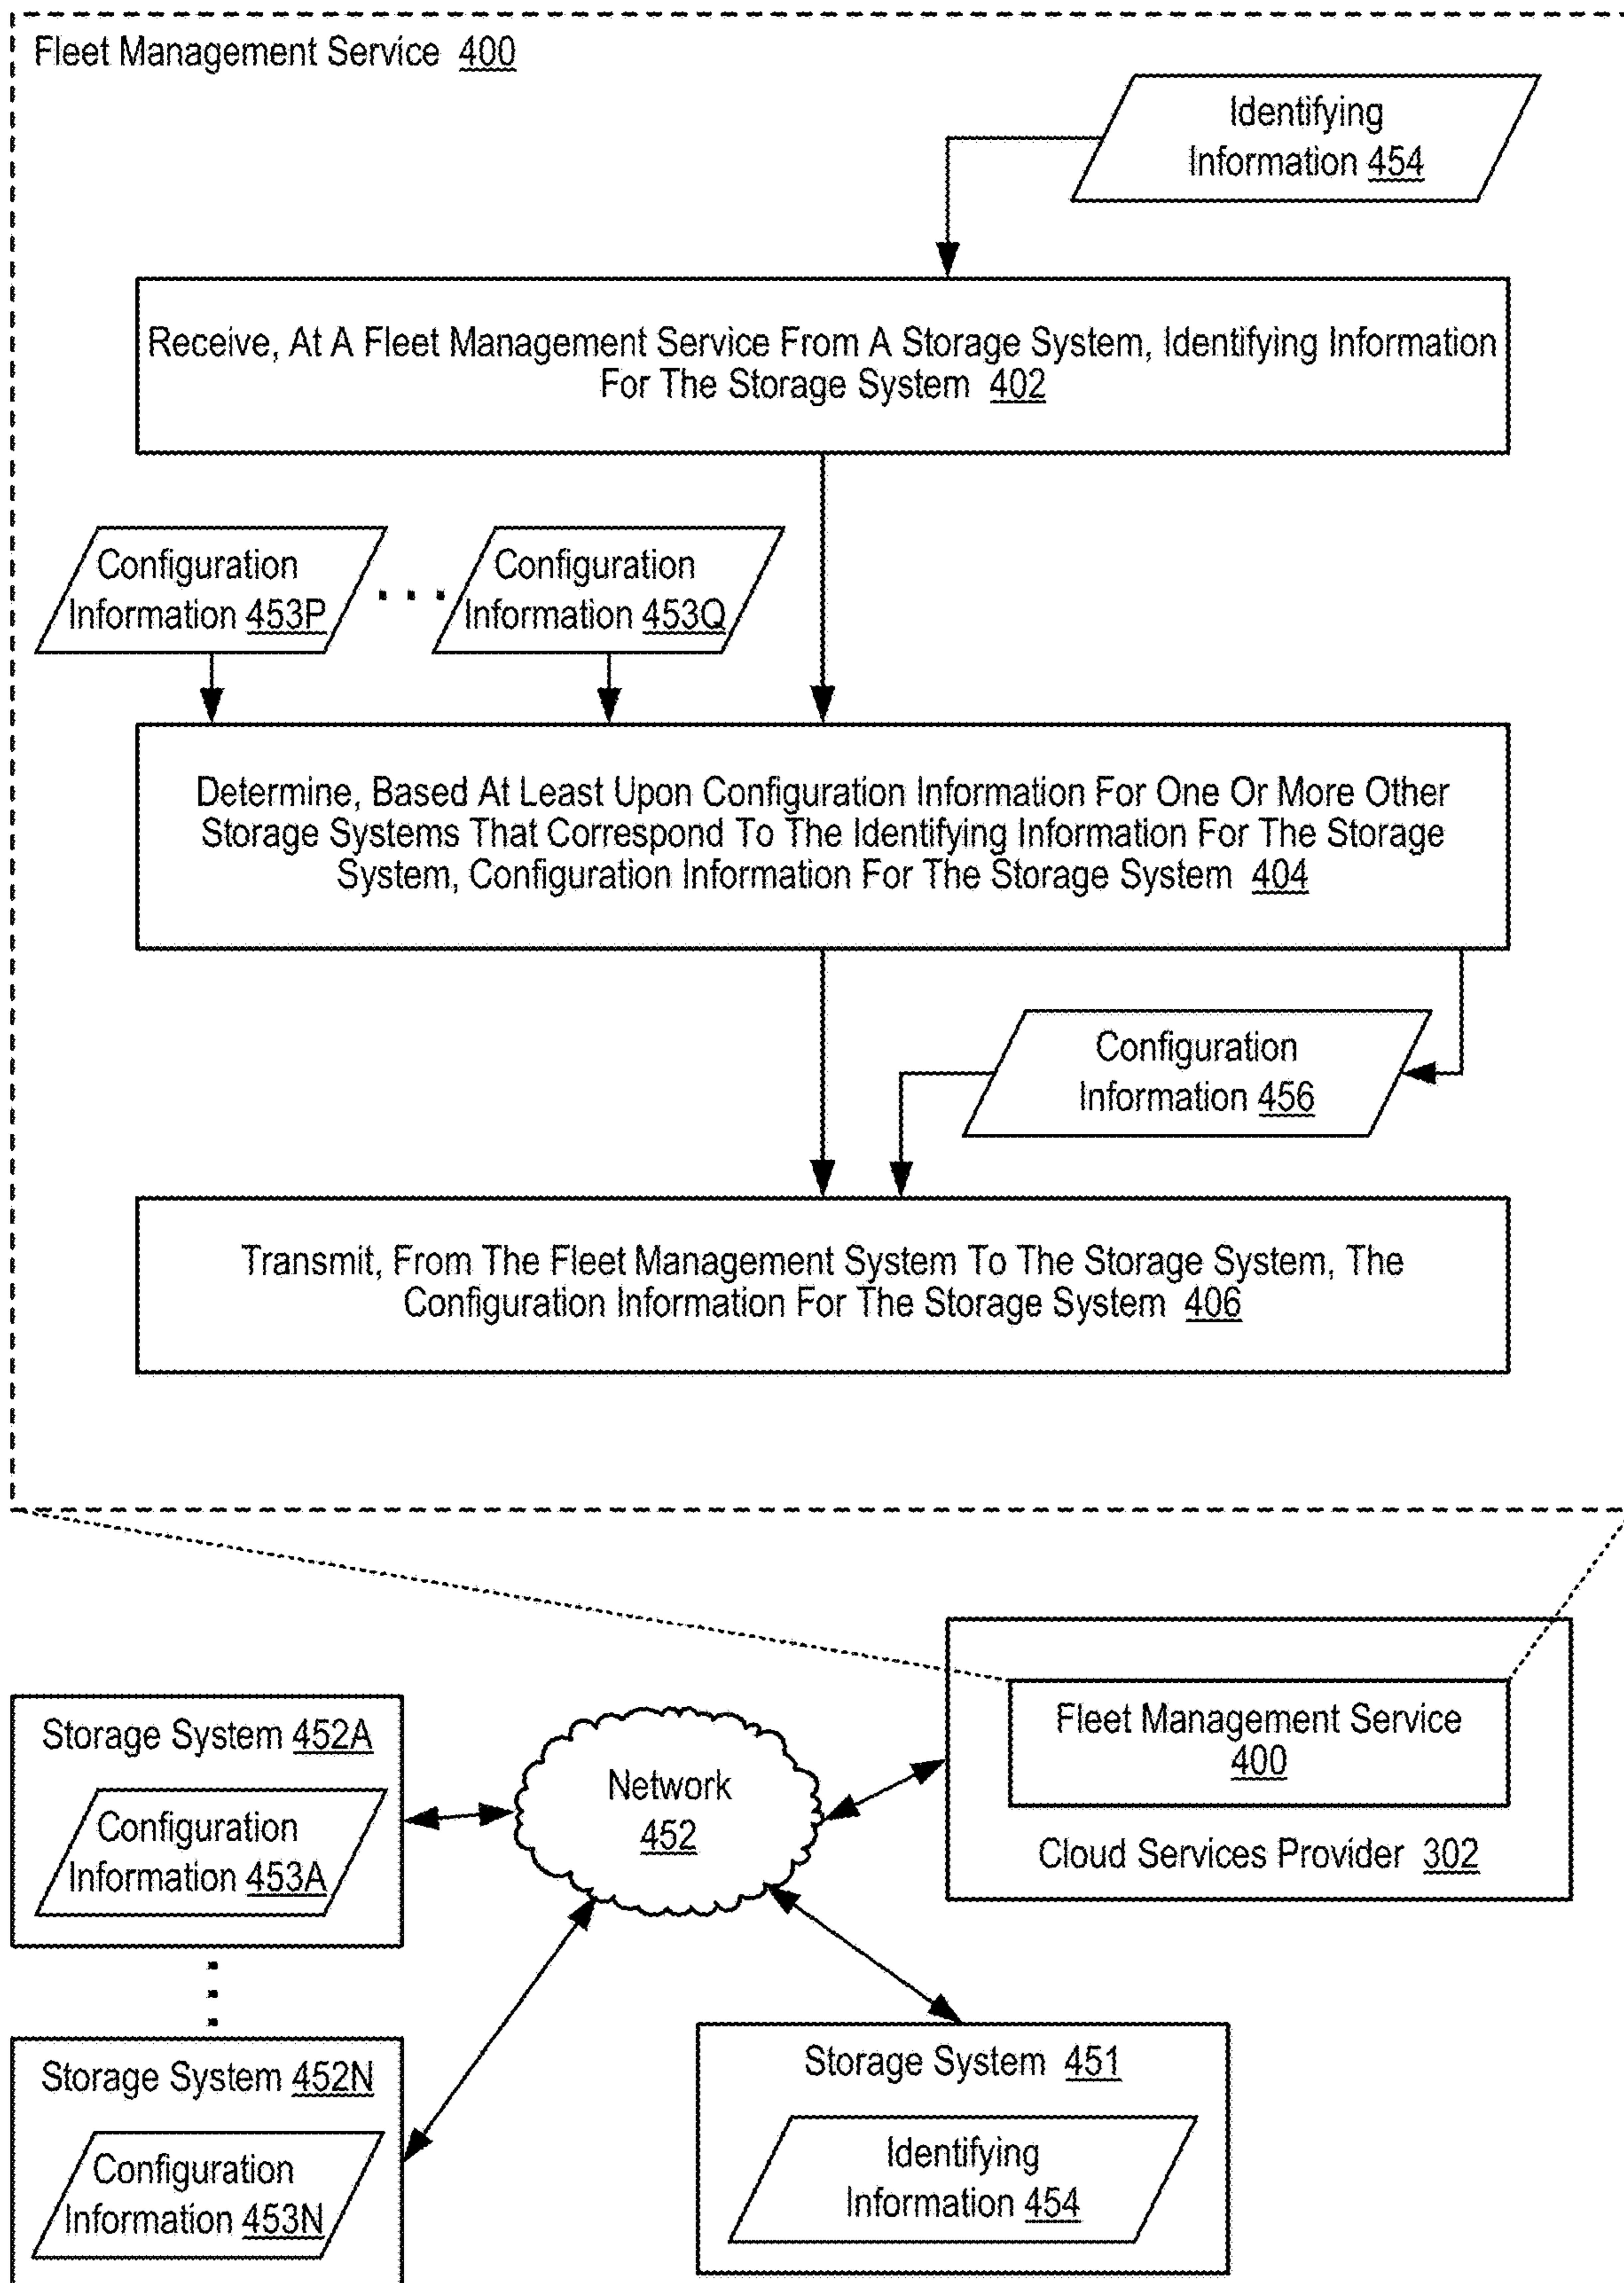 Fleet Management Service 400
Identifying
Information 454
Receive, At A Fleet Management Service From A Storage System, Identifying Information
For The Storage System 402
Configuration
Information 453P
...
Configuration
Information 453Q
Determine, Based At Least Upon Configuration Information For One Or More Other
Storage Systems That Correspond To The Identifying Information For The Storage
System, Configuration Information For The Storage System 404
Configuration
Information 456
Transmit, From The Fleet Management System To The Storage System, The
Configuration Information For The Storage System 406
Storage System 452A
Configuration
Information 453A
Network
452
Fleet Management Service
400
Cloud Services Provider 302
Storage System 452N
Configuration
Information 453N
Storage System 451
Identifying
Information 454